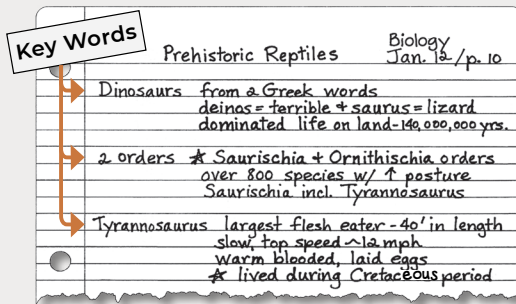 Key Words
Biology
Prehistoric Reptiles Jan. 12/p. 10
Dinosaurs from 2 Greek words
deinos = terrible + saurus = lizard
dominated life on land-140,000,000 yrs.
2 orders ☆ Saurischia + Ornithischia orders
over 800 species w/ ↑ posture
Saurischia incl. Tyrannosaurus
Tyrannosaurus largest flesh eater - 40' in length
slow, top speed ~12 mph
warm blooded, laid eggs
☆ lived during Cretaceous period